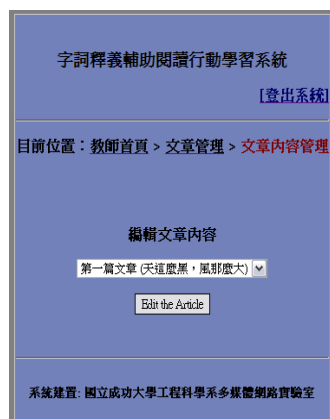 字詞釋義輔助閱讀行動學習系統
[登出系統]
目前位置：教師首頁 > 文章管理 > 文章內容管理
編輯文章內容
第一篇文章 (天這麼黑，風那麼大)
Edit the Article
系統建置: 國立成功大學工程科學系多媒體網路實驗室